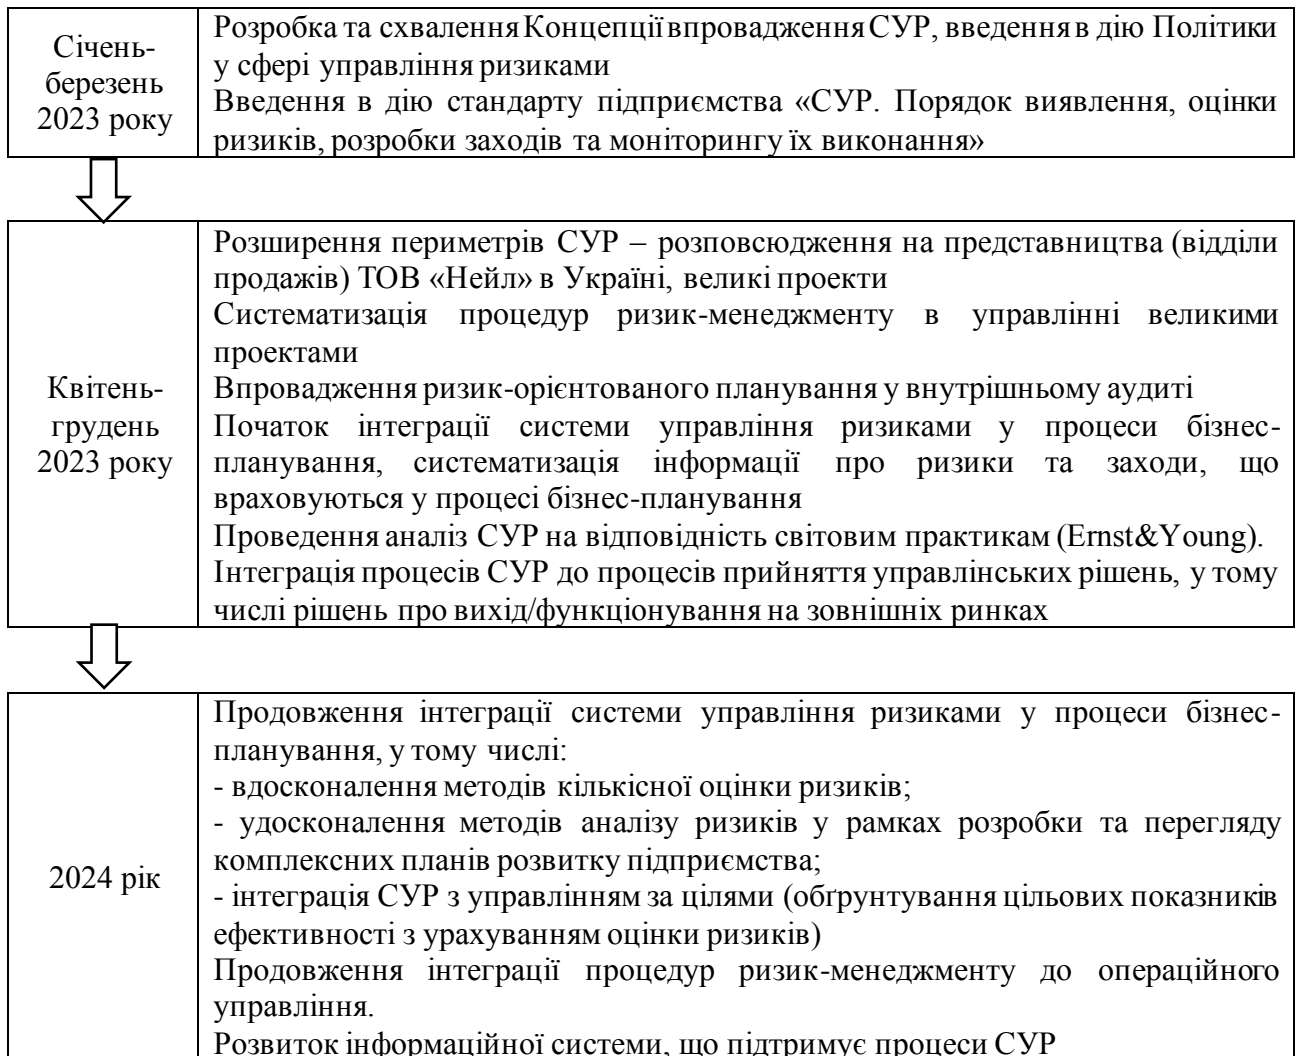 Січень-
березень
2023 року
Розробка та схвалення Концепції впровадження СУР, введення в дію Політики
у сфері управління ризиками
Введення в дію стандарту підприємства «СУР. Порядок виявлення, оцінки
ризиків, розробки заходів та моніторингу їх виконання»
Квітень-
грудень
2023 року
Розширення периметрів СУР – розповсюдження на представництва (відділи
продажів) ТОВ «Нейл» в Україні, великі проекти
Систематизація процедур ризик-менеджменту в управлінні великими
проектами
Впровадження ризик-орієнтованого планування у внутрішньому аудиті
Початок інтеграції системи управління ризиками у процеси бізнес-
планування, систематизація інформації про ризики та заходи, що
враховуються у процесі бізнес-планування
Проведення аналіз СУР на відповідність світовим практикам (Ernst&Young).
Інтеграція процесів СУР до процесів прийняття управлінських рішень, у тому
числі рішень про вихід/функціонування на зовнішніх ринках
2024 рік
Продовження інтеграції системи управління ризиками у процеси бізнес-
планування, у тому числі:
- вдосконалення методів кількісної оцінки ризиків;
- удосконалення методів аналізу ризиків у рамках розробки та перегляду
комплексних планів розвитку підприємства;
- інтеграція СУР з управлінням за цілями (обґрунтування цільових показників
ефективності з урахуванням оцінки ризиків)
Продовження інтеграції процедур ризик-менеджменту до операційного
управління.
Розвиток інформаційної системи, що підтримує процеси СУР